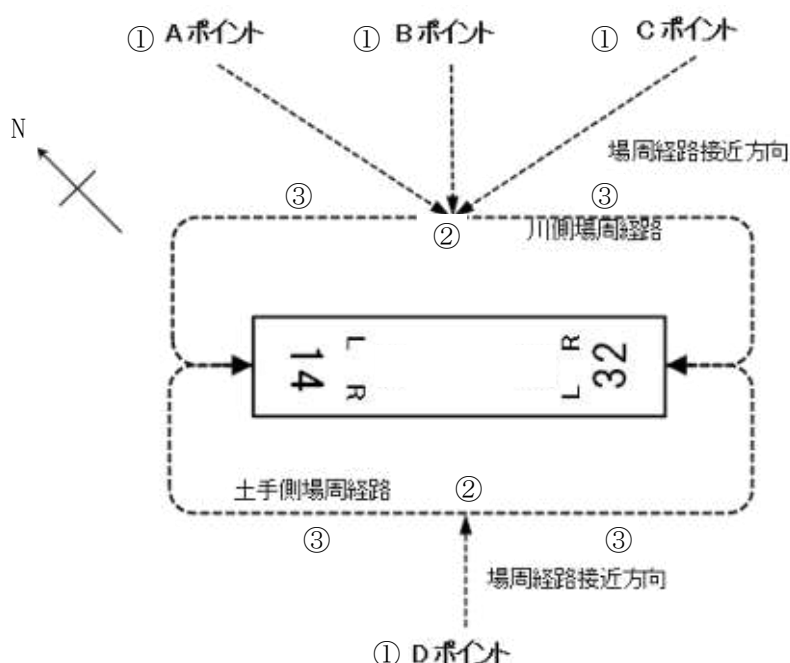 ① Aポイント ① Bポイント ① Cポイント
N
場周経路接近方向
③ ③
② 川側場周経路
14 L R
R L 32
土手側場周経路 ②
③ ③
場周経路接近方向
① Dポイント